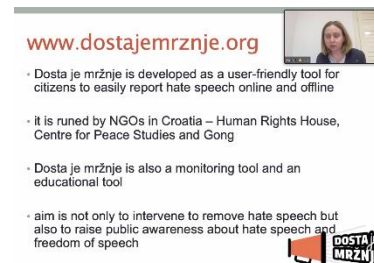 www.dostajemrznje.org
• Dosta je mržnje is developed as a user-friendly tool for
citizens to easily report hate speech online and offline
• it is runed by NGOs in Croatia – Human Rights House,
Centre for Peace Studies and Gong
• Dosta je mržnje is also a monitoring tool and an
educational tool
• aim is not only to intervene to remove hate speech but
also to raise public awareness about hate speech and
freedom of speech
DOSTA
MRZN